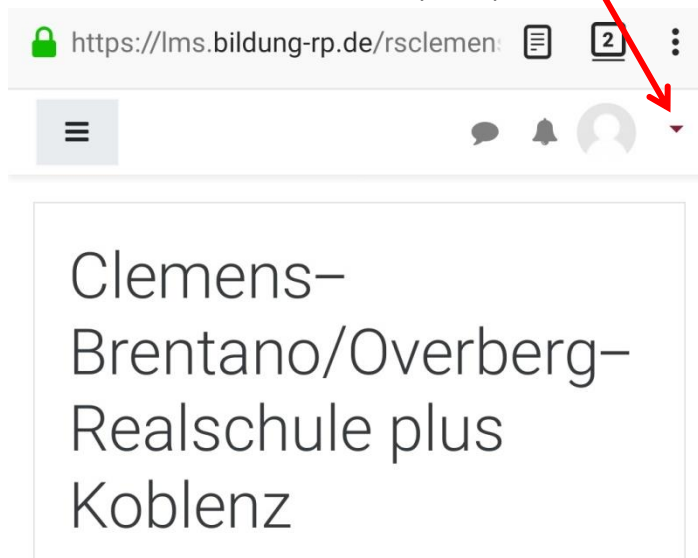 https://lms.bildung-rp.de/rsclemen
2
Clemens–
Brentano/Overberg–
Realschule plus
Koblenz